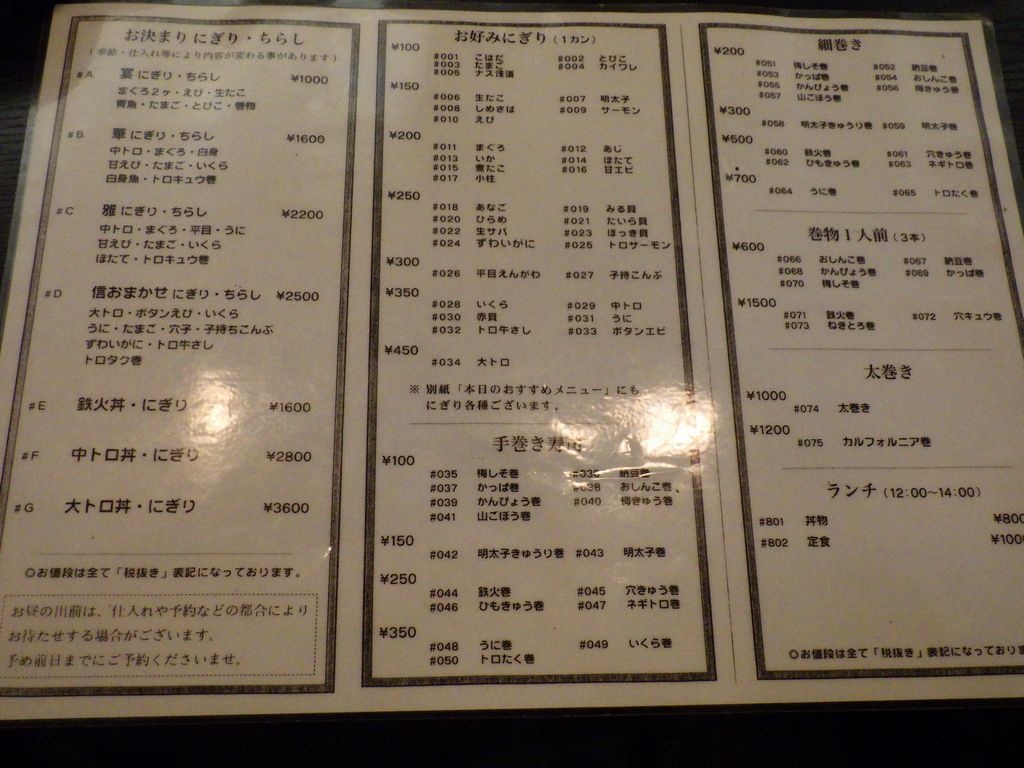 お決まり にぎり・ちらし
(季節・仕入れ等により内容が変わる事があります)
#A 宴 にぎり・ちらし ¥1000
まぐろ2ヶ・えび・生たこ
青魚・たまご・とびこ・巻物
#B 華 にぎり・ちらし ¥1600
中トロ・まぐろ・白身
甘えび・たまご・いくら
白身魚・トロキュウ巻
#C 雅 にぎり・ちらし ¥2200
中トロ・まぐろ・平目・うに
甘えび・たまご・いくら
ほたて・トロキュウ巻
#D 信おまかせ にぎり・ちらし ¥2500
大トロ・ボタンえび・いくら
うに・たまご・穴子・子持ちこんぶ
ずわいがに・トロ牛さし
トロタク巻
#E 鉄火丼・にぎり ¥1600
#F 中トロ丼・にぎり ¥2800
#G 大トロ丼・にぎり ¥3600
○お値段は全て「税抜き」表記になっております。
お昼の出前は、仕入れや予約などの都合により
お待たせする場合がございます。
予め前日までにご予約くださいませ。
お好みにぎり(1カン)
¥100
#001 こはだ #002 とびこ
#003 たまご #004 カイワレ
#005 ナス浅漬
¥150
#006 生たこ #007 明太子
#008 しめさば #009 サーモン
#010 えび
¥200
#011 まぐろ #012 あじ
#013 いか #014 ほたて
#015 煮たこ #016 甘エビ
#017 小柱
¥250
#018 あなご #019 みる貝
#020 ひらめ #021 たいら貝
#022 生サバ #023 ほっき貝
#024 ずわいがに #025 トロサーモン
¥300
#026 平目えんがわ #027 子持こんぶ
¥350
#028 いくら #029 中トロ
#030 赤貝 #031 うに
#032 トロ牛さし #033 ボタンエビ
¥450
#034 大トロ
※ 別紙「本日のおすすめメニュー」にも
にぎり各種ございます。
手巻き寿司
¥100
#035 梅しそ巻 #036 納豆巻
#037 かっぱ巻 #038 おしんこ巻
#039 かんぴょう巻 #040 梅きゅう巻
#041 山ごぼう巻
¥150
#042 明太子きゅうり巻 #043 明太子巻
¥250
#044 鉄火巻 #045 穴きゅう巻
#046 ひもきゅう巻 #047 ネギトロ巻
¥350
#048 うに巻 #049 いくら巻
#050 トロたく巻
細巻き
¥200
#051 梅しそ巻 #052 納豆巻
#053 かっぱ巻 #054 おしんこ巻
#055 かんぴょう巻 #056 梅きゅう巻
#057 山ごぼう巻
¥300
#058 明太子きゅうり巻 #059 明太子巻
¥500
#060 鉄火巻 #061 穴きゅう巻
#062 ひもきゅう巻 #063 ネギトロ巻
¥700
#064 うに巻 #065 トロたく巻
巻物1人前(3本)
¥600
#066 おしんこ巻 #067 納豆巻
#068 かんぴょう巻 #069 かっぱ巻
#070 梅しそ巻
¥1500
#071 鉄火巻 #072 穴キュウ巻
#073 ねぎとろ巻
太巻き
¥1000
#074 太巻き
¥1200
#075 カルフォルニア巻
ランチ(12:00〜14:00)
#801 丼物 ¥800
#802 定食 ¥1000
○お値段は全て「税抜き」表記になっており